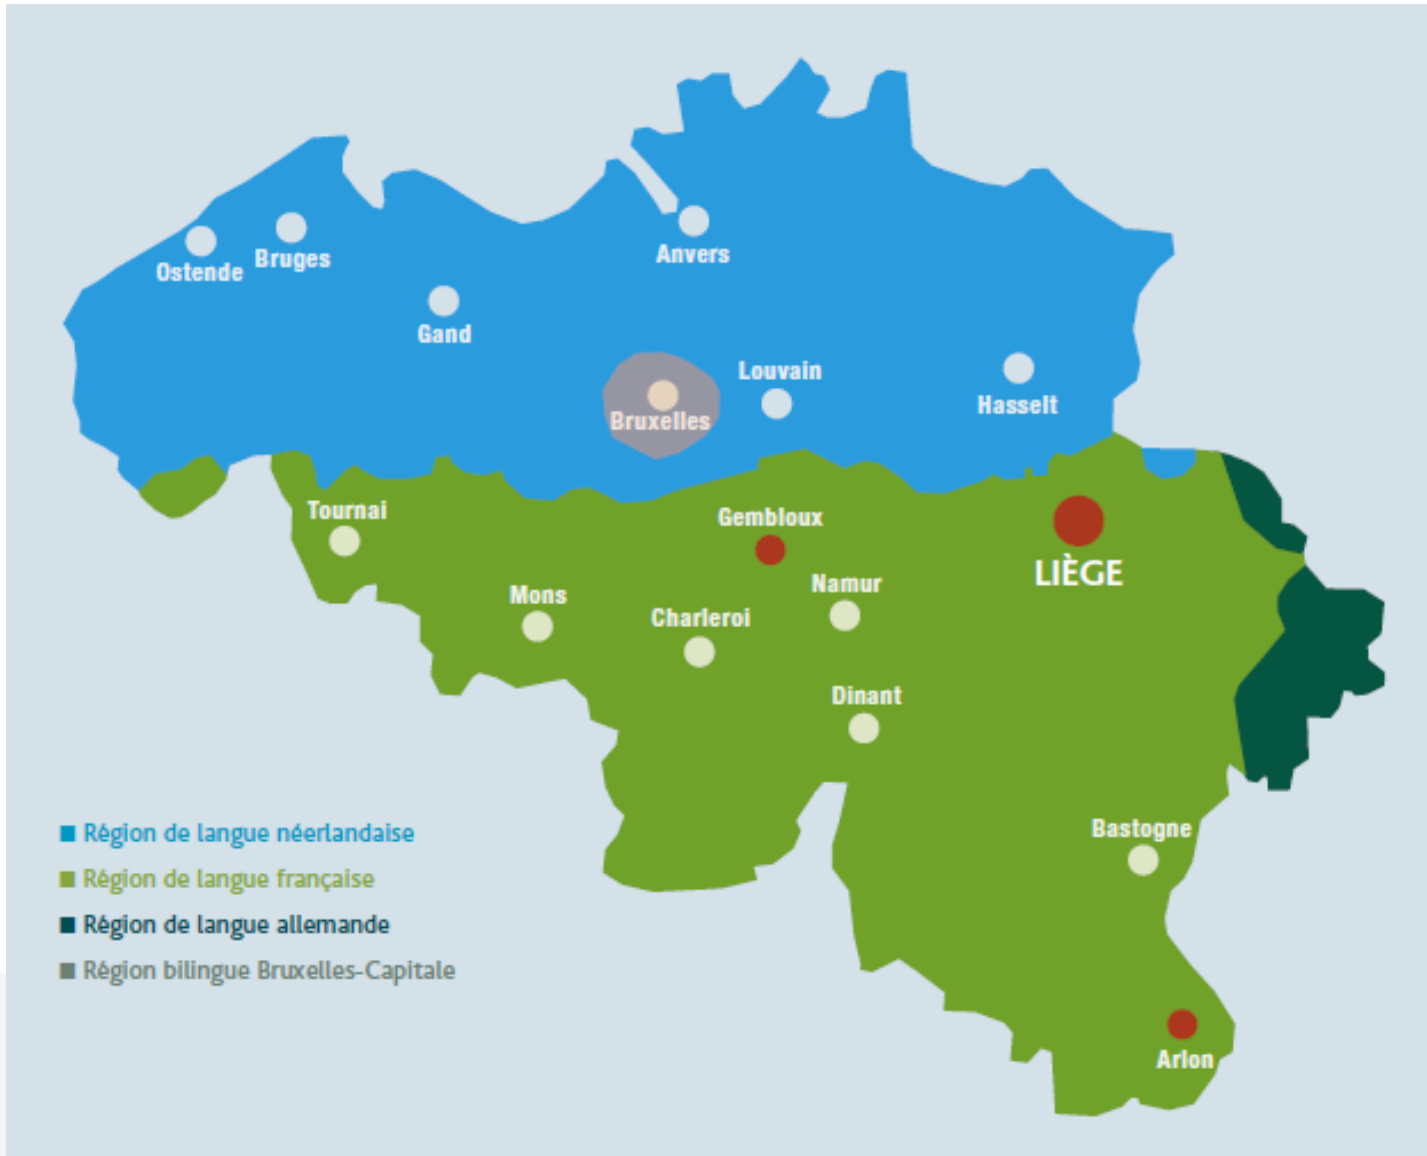 Anvers
Bruges
Ostende
Gand
Louvain
Hasselt
Bruxelles
Tournai
Gembloux
LIÈGE
Namur
Mons
Charleroi
Dinant
Bastogne
Arlon
Région de langue néerlandaise
Région de langue française
Région de langue allemande
Région bilingue Bruxelles-Capitale